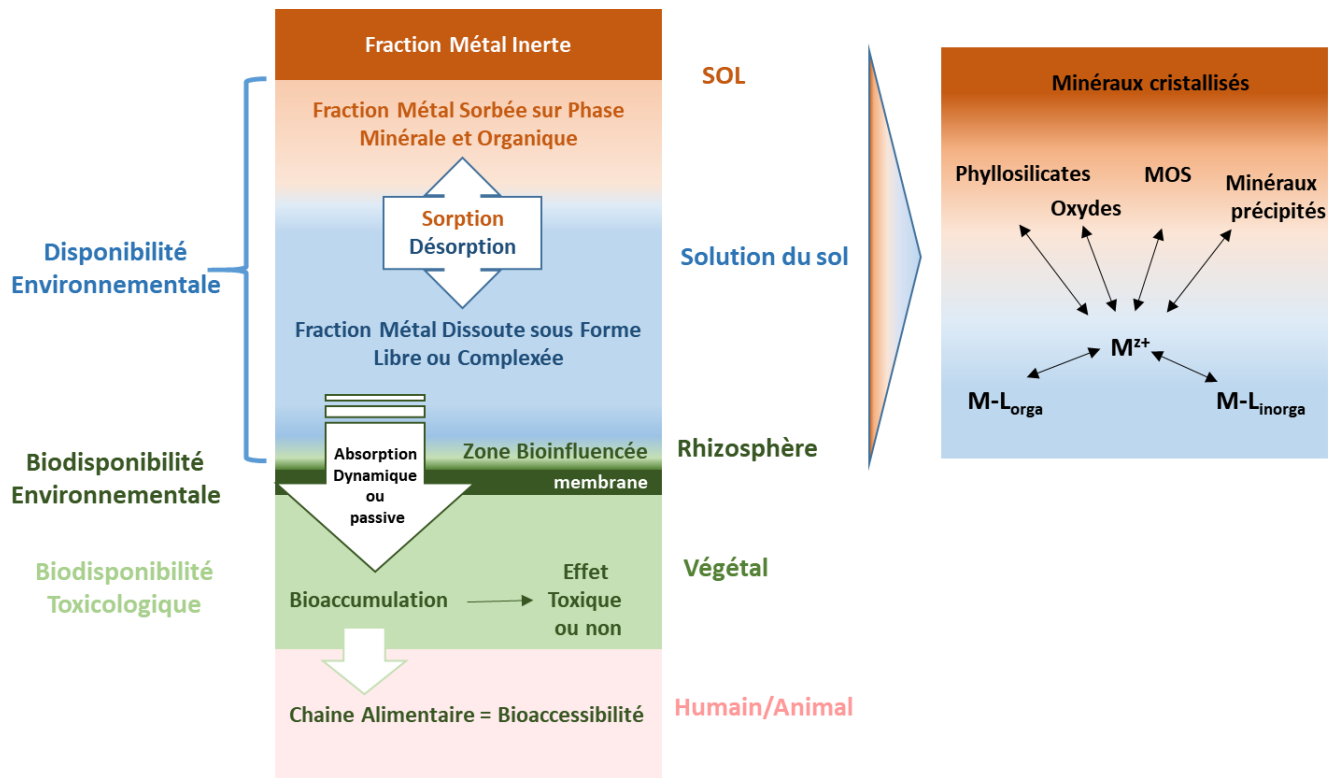 Fraction Métal Inerte
SOL
Fraction Métal Sorbée sur Phase
Minérale et Organique
Sorption
Désorption
Disponibilité
Environnementale
Solution du sol
Fraction Métal Dissoute sous Forme
Libre ou Complexée
Absorption
Dynamique
ou
passive
Zone Bioinfluencée
membrane
Rhizosphère
Biodisponibilité
Environnementale
Biodisponibilité
Toxicologique
Bioaccumulation
Effet
Toxique
ou non
Végétal
Chaine Alimentaire = Bioaccessibilité
Humain/Animal
Minéraux cristallisés
Phyllosilicates
Oxydes
MOS
Minéraux
précipités
Mz+
M-Lorga
M-Linorga